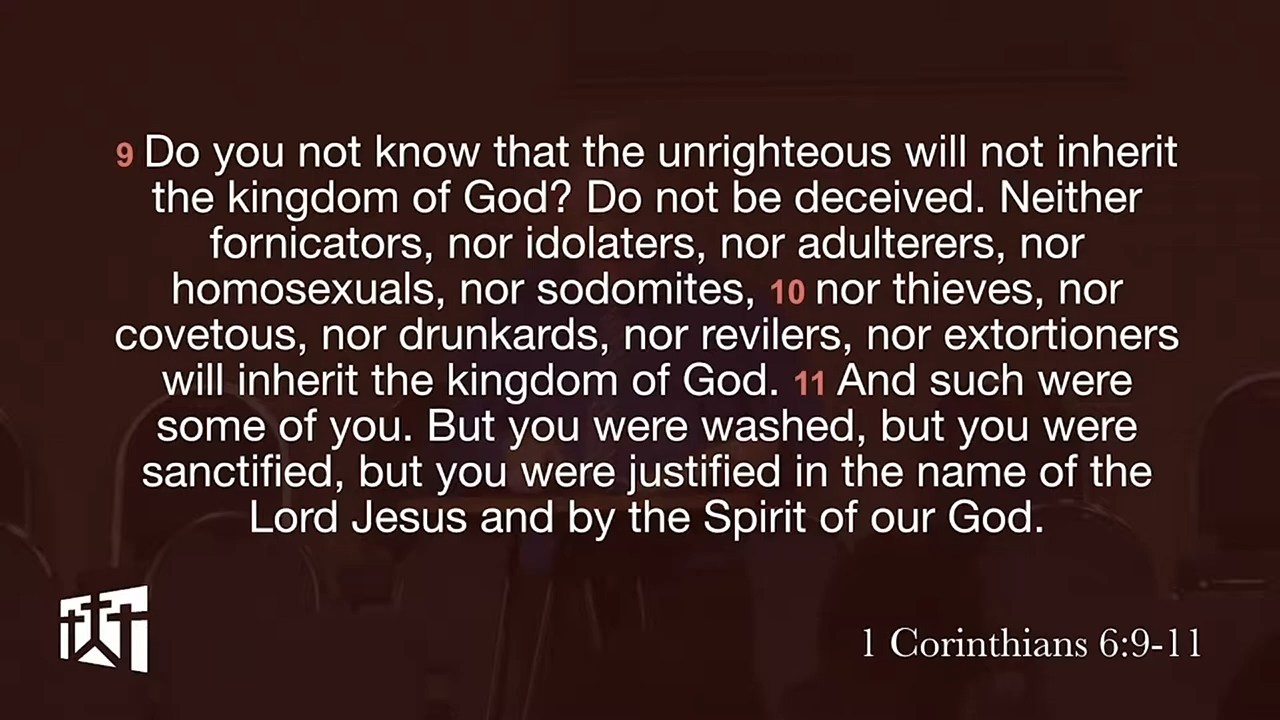 9 Do you not know that the unrighteous will not inherit
the kingdom of God? Do not be deceived. Neither
fornicators, nor idolaters, nor adulterers, nor
homosexuals, nor sodomites, 10 nor thieves, nor
covetous, nor drunkards, nor revilers, nor extortioners
will inherit the kingdom of God. 11 And such were
some of you. But you were washed, but you were
sanctified, but you were justified in the name of the
Lord Jesus and by the Spirit of our God.
1 Corinthians 6:9-11